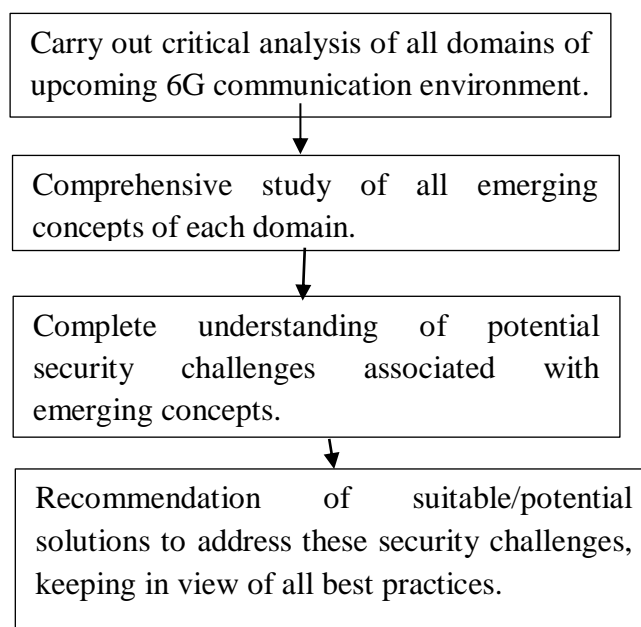 Carry out critical analysis of all domains of
upcoming 6G communication environment.
Comprehensive study of all emerging
concepts of each domain.
Complete understanding of potential
security challenges associated with
emerging concepts.
Recommendation of suitable/potential
solutions to address these security challenges,
keeping in view of all best practices.